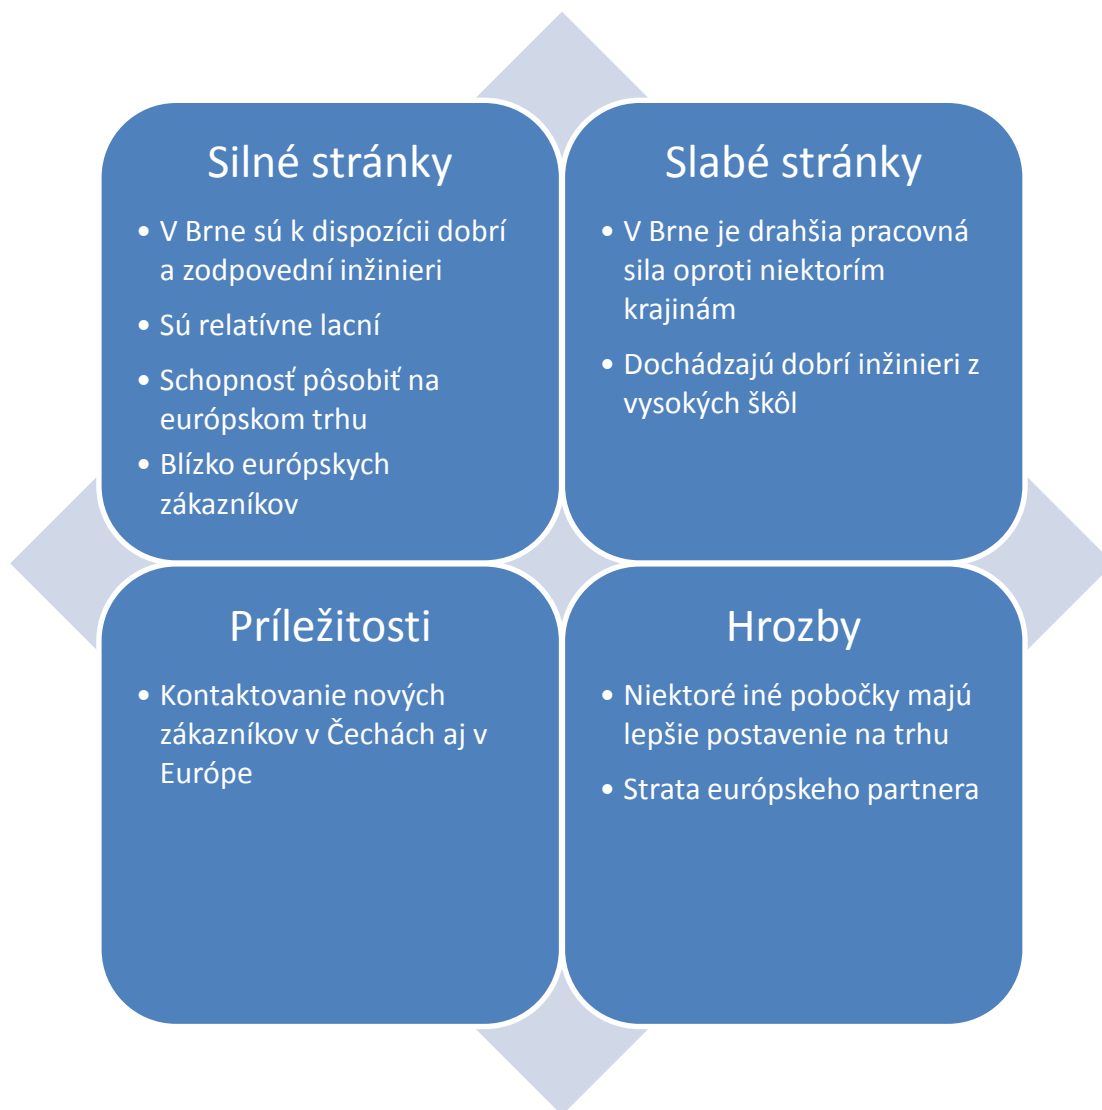 Silné stránky
• V Brne sú k dispozícii dobrí
a zodpovední inžinieri
• Sú relatívne lacní
• Schopnosť pôsobiť na
európskom trhu
• Blízko európskych
zákazníkov
Slabé stránky
• V Brne je drahšia pracovná
sila oproti niektorím
krajinám
• Dochádzajú dobrí inžinieri z
vysokých škôl
Príležitosti
• Kontaktovanie nových
zákazníkov v Čechách aj v
Európe
Hrozby
• Niektoré iné pobočky majú
lepšie postavenie na trhu
• Strata európskeho partnera